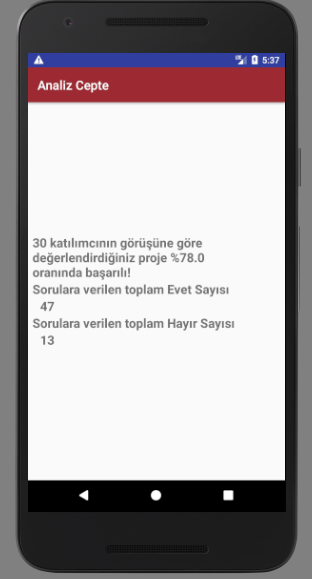 5:37
Analiz Cepte
30 katılımcının görüşüne göre
değerlendirdiğiniz proje %78.0
oranında başarılı!
Sorulara verilen toplam Evet Sayısı
47
Sorulara verilen toplam Hayır Sayısı
13